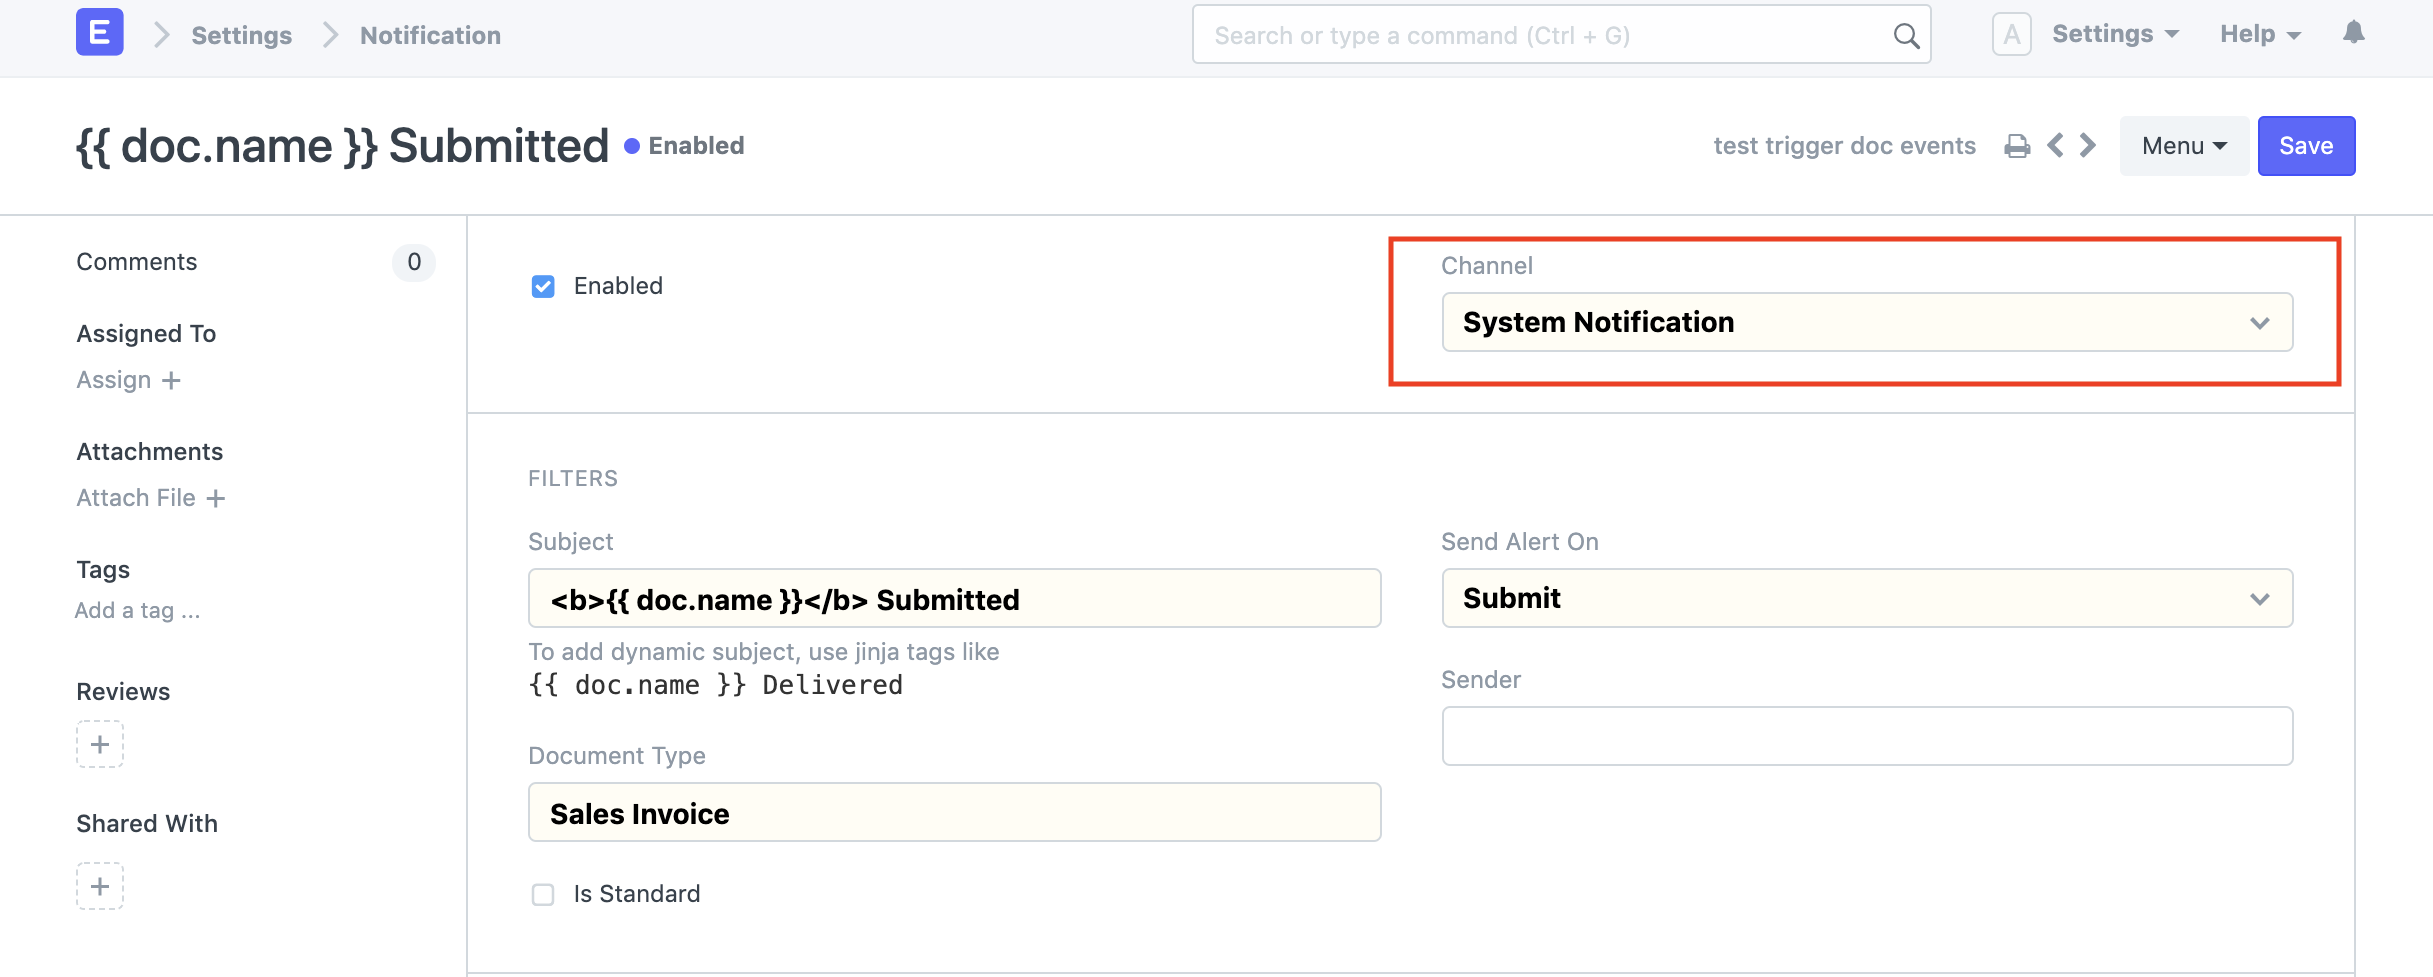 E Settings Notification Search or type a command (Ctrl + G) A Settings Help
{{ doc.name }} Submitted Enabled test trigger doc events Menu Save
Comments 0
Assigned To
Assign +
Attachments
Attach File +
Tags
Add a tag ...
Reviews
+
Shared With
+
Enabled
Channel
System Notification
FILTERS
Subject
<b>{{ doc.name }}</b> Submitted
To add dynamic subject, use jinja tags like
{{ doc.name }} Delivered
Document Type
Sales Invoice
Is Standard
Send Alert On
Submit
Sender